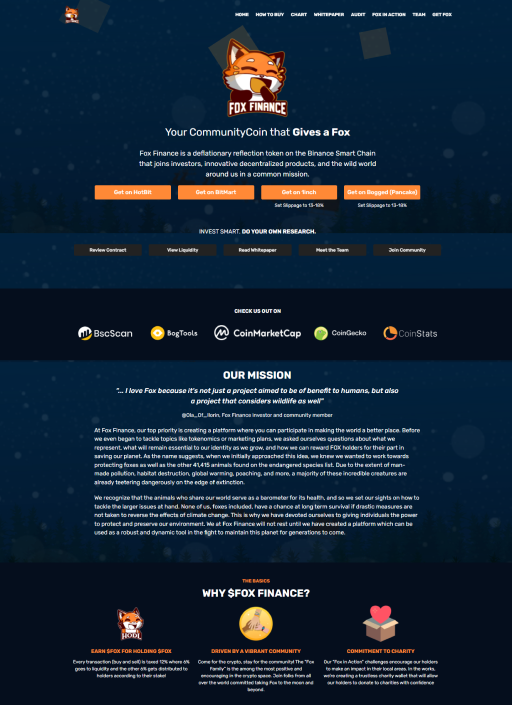 HOME HOW TO BUY CHART WHITEPAPER AUDIT FOX IN ACTION TEAM GET FOX
FOX FINANCE
Your CommunityCoin that Gives a Fox
Fox Finance is a deflationary reflection token on the Binance Smart Chain
that joins investors, innovative decentralized products, and the wild world
around us in a common mission.
Get on HotBit Get on BitMart Get on 1inch Get on Bogged (Pancake)
Set Slippage to 13-18% Set Slippage to 13-18%
INVEST SMART. DO YOUR OWN RESEARCH.
Review Contract View Liquidity Read Whitepaper Meet the Team Join Community
CHECK US OUT ON
BscScan BogTools CoinMarketCap CoinGecko CoinStats
OUR MISSION
"... I love Fox because it's not just a project aimed to be of benefit to humans, but also
a project that considers wildlife as well"
@Ola_Of_Ilorin, Fox Finance investor and community member
At Fox Finance, our top priority is creating a platform where you can participate in making the world a better place. Before
we even began to tackle topics like tokenomics or marketing plans, we asked ourselves questions about what we
represent, what will remain essential to our identity as we grow, and how we can reward FOX holders for their part in
saving our planet. As the name suggests, when we initially approached this idea, we knew we wanted to work towards
protecting foxes as well as the other 41,415 animals found on the endangered species list. Due to the extent of man-
made pollution, habitat destruction, global warming, poaching, and more, a majority of these incredible creatures are
already teetering dangerously on the edge of extinction.
We recognize that the animals who share our world serve as a barometer for its health, and so we set our sights on how to
tackle the larger issues at hand. None of us, foxes included, have a chance at long term survival if drastic measures are
not taken to reverse the effects of climate change. This is why we have devoted ourselves to giving individuals the power
to protect and preserve our environment. We at Fox Finance will not rest until we have created a platform which can be
used as a robust and dynamic tool in the fight to maintain this planet for generations to come.
THE BASICS
WHY $FOX FINANCE?
HODL
EARN $FOX FOR HOLDING $FOX
Every transaction (buy and sell) is taxed 12% where 6%
goes to liquidity and the other 6% gets distributed to
holders according to their stake!
DRIVEN BY A VIBRANT COMMUNITY
Come for the crypto, stay for the community! The "Fox
Family" is the among the most positive and
encouraging in the crypto space. Join folks from all
over the world committed taking Fox to the moon and
beyond.
COMMITMENT TO CHARITY
Our "Fox in Action" challenges encourage our holders
to make an impact in their local areas. In the works,
we're creating a trustless charity wallet that will allow
our holders to donate to charities with confidence